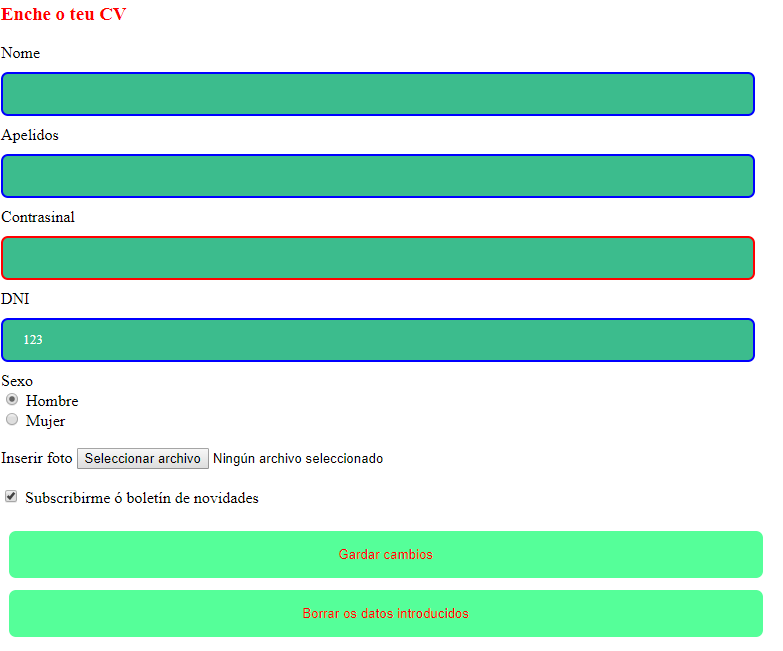 Enche o teu CV
Nome
Apelidos
Contrasinal
DNI
123
Sexo
Hombre
Mujer
Inserir foto Seleccionar archivo Ningún archivo seleccionado
Subscribirme ó boletín de novidades
Gardar cambios
Borrar os datos introducidos